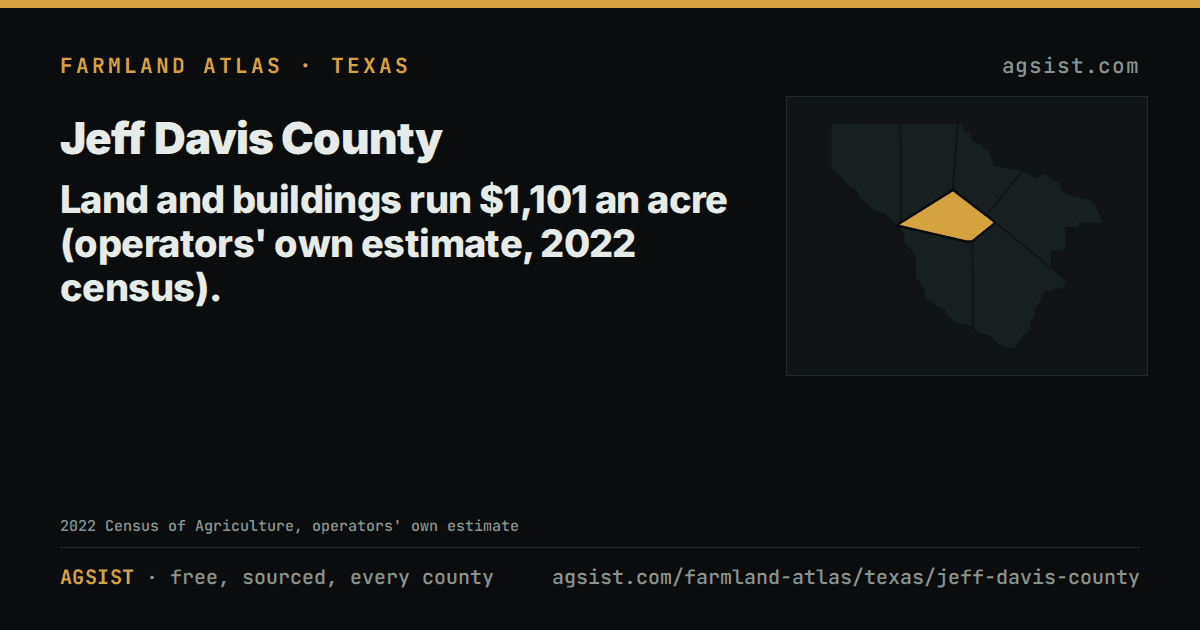 FARMLAND ATLAS · TEXAS
agsist.com
Jeff Davis County
Land and buildings run $1,101 an acre
(operators' own estimate, 2022
census).
2022 Census of Agriculture, operators' own estimate
AGSIST · free, sourced, every county
agsist.com/farmland-atlas/texas/jeff-davis-county